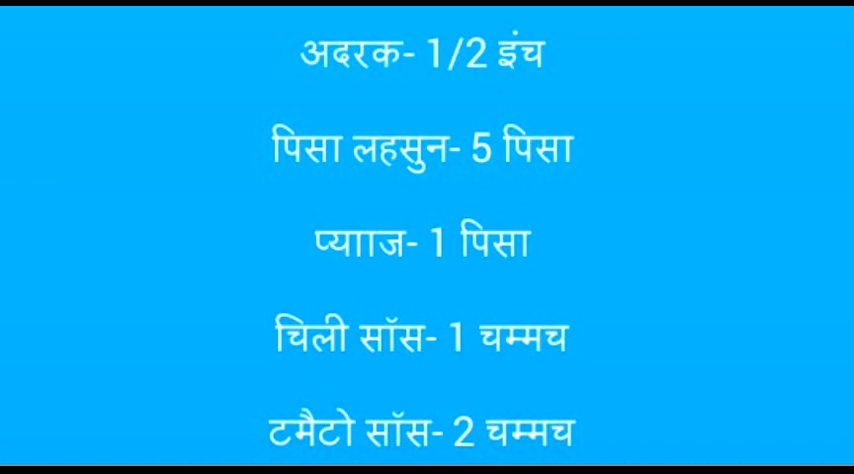 अदरक- 1/2 इंच
पिसा लहसुन- 5 पिसा
प्यााज- 1 पिसा
चिली सॉस- 1 चम्मच
टमैटो सॉस- 2 चम्मच